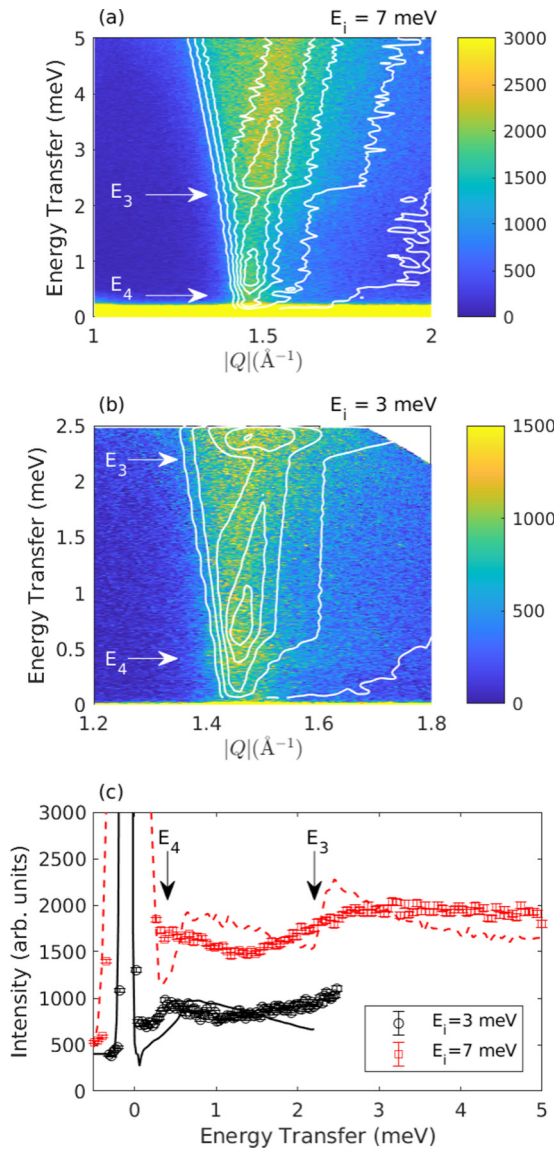 (a) E_i = 7 meV
5
4
3
2
1
0
Energy Transfer (meV)
E_3
E_4
1 1.5 2
|Q|(Å⁻¹)
3000
2500
2000
1500
1000
500
0
(b) E_i = 3 meV
2.5
2
1.5
1
0.5
0
Energy Transfer (meV)
E_3
E_4
1.2 1.4 1.6 1.8
|Q|(Å⁻¹)
1500
1000
500
0
(c)
3000
2500
2000
1500
1000
500
0
Intensity (arb. units)
E_4 E_3
E_i=3 meV
E_i=7 meV
0 1 2 3 4 5
Energy Transfer (meV)